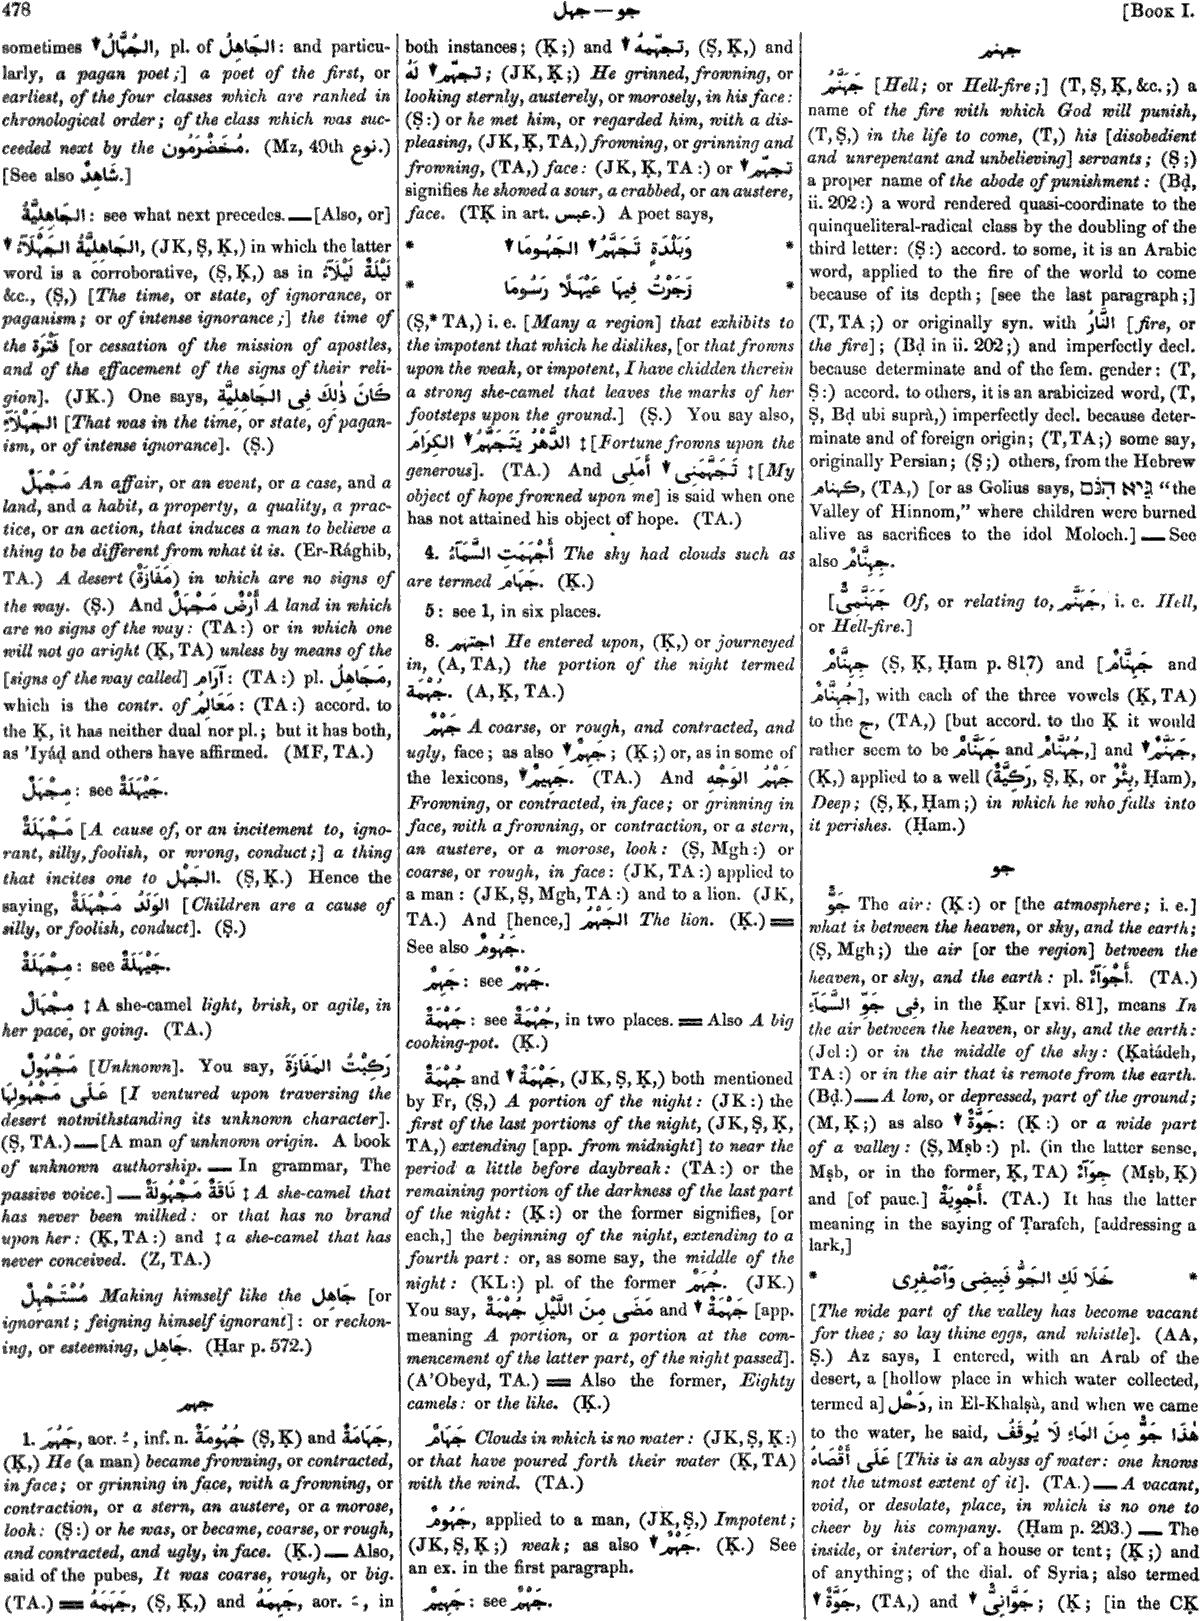 478
جهل — جو
[BOOK I.
sometimes الجُهَّالُ, pl. of الجَاهِلُ: and particu-
larly, a pagan poet;] a poet of the first, or
earliest, of the four classes which are ranked in
chronological order; of the class which was suc-
ceeded next by the مُخَضْرَمُون. (Mz, 49th نوع.)
[See also شَاهِدٌ.]
الجَاهِلِيَّةُ: see what next precedes. — [Also, or]
الجَاهِلِيَّةُ الجَهْلَآءُ, (JK, Ṣ, Ḳ,) in which the latter
word is a corroborative, (Ṣ, Ḳ,) as in لَيْلَةٌ لَيْلَآءُ
&c., (Ṣ,) [The time, or state, of ignorance, or
paganism; or of intense ignorance;] the time of
the فَتْرَة [or cessation of the mission of apostles,
and of the effacement of the signs of their reli-
gion]. (JK.) One says, كَانَ ذٰلِكَ فِى الجَاهِلِيَّةِ
الجَهْلَآءِ [That was in the time, or state, of pagan-
ism, or of intense ignorance]. (Ṣ.)
مَجْهَلٌ An affair, or an event, or a case, and a
land, and a habit, a property, a quality, a prac-
tice, or an action, that induces a man to believe a
thing to be different from what it is. (Er-Rághib,
TA.) A desert (مَفَازَةٌ) in which are no signs of
the way. (Ṣ.) And أَرْضٌ مَجْهَلٌ A land in which
are no signs of the way: (TA:) or in which one
will not go aright (Ḳ, TA) unless by means of the
[signs of the way called] آرَام: (TA:) pl. مَجَاهِلُ,
which is the contr. of مَعَالِمُ: (TA:) accord. to
the Ḳ, it has neither dual nor pl.; but it has both,
as 'Iyáḍ and others have affirmed. (MF, TA.)
مِجْهَلٌ: see جَيْهَلَةٌ.
مَجْهَلَةٌ [A cause of, or an incitement to, igno-
rant, silly, foolish, or wrong, conduct;] a thing
that incites one to الجَهْل. (Ṣ, Ḳ.) Hence the
saying, الوَلَدُ مَجْهَلَةٌ [Children are a cause of
silly, or foolish, conduct]. (Ṣ.)
مِجْهَلَةٌ: see جَيْهَلَةٌ.
مِجْهَالٌ ‡ A she-camel light, brisk, or agile, in
her pace, or going. (TA.)
مَجْهُولٌ [Unknown]. You say, رَكِبْتُ المَفَازَةَ
عَلَى مَجْهُولِهَا [I ventured upon traversing the
desert notwithstanding its unknown character].
(Ṣ, TA.) — [A man of unknown origin. A book
of unknown authorship. — In grammar, The
passive voice.] — نَاقَةٌ مَجْهُولَةٌ ‡ A she-camel that
has never been milked: or that has no brand
upon her: (Ḳ, TA:) and ‡ a she-camel that has
never conceived. (Z, TA.)
مُسْتَجْهِلٌ Making himself like the جَاهِل [or
ignorant; feigning himself ignorant]: or reckon-
ing, or esteeming, جَاهِل. (Ḥar p. 572.)
جهم
1. جَهُمَ, aor. ـُ, inf. n. جُهُومَةٌ (Ṣ, Ḳ) and جَهَامَةٌ,
(Ḳ,) He (a man) became frowning, or contracted,
in face; or grinning in face, with a frowning, or
contraction, or a stern, an austere, or a morose,
look: (Ṣ:) or he was, or became, coarse, or rough,
and contracted, and ugly, in face. (Ḳ.) — Also,
said of the pubes, It was coarse, rough, or big.
(TA.) = جَهَمَهُ, (Ṣ, Ḳ,) and جَهِمَهُ, aor. ـَ, in
both instances; (Ḳ;) and تجهّمهُ, (Ṣ, Ḳ,) and
تجهّم لَهُ; (JK, Ḳ;) He grinned, frowning, or
looking sternly, austerely, or morosely, in his face:
(Ṣ:) or he met him, or regarded him, with a dis-
pleasing, (JK, Ḳ, TA,) frowning, or grinning and
frowning, (TA,) face: (JK, Ḳ, TA:) or تجهّم
signifies he showed a sour, a crabbed, or an austere,
face. (TḲ in art. عبس.) A poet says,
* وَبَلْدَةٍ تَجَهَّمُ الجَهُومَا *
* زَجَرْتُ فِيهَا عَيْهَلًا رَسُومَا *
(Ṣ,* TA,) i. e. [Many a region] that exhibits to
the impotent that which he dislikes, [or that frowns
upon the weak, or impotent, I have chidden therein
a strong she-camel that leaves the marks of her
footsteps upon the ground.] (Ṣ.) You say also,
الدَّهْرُ يَتَجَهَّمُ الكِرَامَ ‡ [Fortune frowns upon the
generous]. (TA.) And تَجَهَّمَنِى أَمَلِى ‡ [My
object of hope frowned upon me] is said when one
has not attained his object of hope. (TA.)
4. أَجْهَمَتِ السَّمَآءُ The sky had clouds such as
are termed جَهَام. (Ḳ.)
5: see 1, in six places.
8. اجتهم He entered upon, (Ḳ,) or journeyed
in, (A, TA,) the portion of the night termed
جُهْمَة. (A, Ḳ, TA.)
جَهْمٌ A coarse, or rough, and contracted, and
ugly, face; as also جَهِمٌ; (Ḳ;) or, as in some of
the lexicons, جَهِيمٌ. (TA.) And جَهْمُ الوَجْهِ
Frowning, or contracted, in face; or grinning in
face, with a frowning, or contraction, or a stern,
an austere, or a morose, look: (Ṣ, Mgh:) or
coarse, or rough, in face: (JK, TA:) applied to
a man: (JK, Ṣ, Mgh, TA:) and to a lion. (JK,
TA.) And [hence,] الجَهْمُ The lion. (Ḳ.) =
See also جَهُومٌ.
جَهِمٌ: see جَهْمٌ.
جَهْمَةٌ: see جُهْمَةٌ, in two places. = Also A big
cooking-pot. (Ḳ.)
جُهْمَةٌ and جَهْمَةٌ, (JK, Ṣ, Ḳ,) both mentioned
by Fr, (Ṣ,) A portion of the night: (JK:) the
first of the last portions of the night, (JK, Ṣ, Ḳ,
TA,) extending [app. from midnight] to near the
period a little before daybreak: (TA:) or the
remaining portion of the darkness of the last part
of the night: (Ḳ:) or the former signifies, [or
each,] the beginning of the night, extending to a
fourth part: or, as some say, the middle of the
night: (KL:) pl. of the former جُهَمٌ. (JK.)
You say, مَضَى مِنَ اللَّيْلِ جُهْمَةٌ and جَهْمَةٌ [app.
meaning A portion, or a portion at the com-
mencement of the latter part, of the night passed].
(A'Obeyd, TA.) = Also the former, Eighty
camels: or the like. (Ḳ.)
جَهَامٌ Clouds in which is no water: (JK, Ṣ, Ḳ:)
or that have poured forth their water (Ḳ, TA)
with the wind. (TA.)
جَهُومٌ, applied to a man, (JK, Ṣ,) Impotent;
(JK, Ṣ, Ḳ;) weak; as also جَهْمٌ. (Ḳ.) See
an ex. in the first paragraph.
جَهِيمٌ: see جَهْمٌ.
جهنم
جَهَنَّمُ [Hell; or Hell-fire;] (T, Ṣ, Ḳ, &c.;) a
name of the fire with which God will punish,
(T, Ṣ,) in the life to come, (T,) his [disobedient
and unrepentant and unbelieving] servants; (Ṣ;)
a proper name of the abode of punishment: (Bḍ,
ii. 202:) a word rendered quasi-coordinate to the
quinqueliteral-radical class by the doubling of the
third letter: (Ṣ:) accord. to some, it is an Arabic
word, applied to the fire of the world to come
because of its depth; [see the last paragraph;]
(T, TA;) or originally syn. with النَّارُ [fire, or
the fire]; (Bḍ in ii. 202;) and imperfectly decl.
because determinate and of the fem. gender: (T,
Ṣ:) accord. to others, it is an arabicized word, (T,
Ṣ, Bḍ ubi suprà,) imperfectly decl. because deter-
minate and of foreign origin; (T, TA;) some say,
originally Persian; (Ṣ;) others, from the Hebrew
كهنام, (TA,) [or as Golius says, גֵּיא הִנֹּם "the
Valley of Hinnom," where children were burned
alive as sacrifices to the idol Moloch.] — See
also جِهِنَّامٌ.
[جَهَنَّمِىٌّ Of, or relating to, جَهَنَّم, i. e. Hell,
or Hell-fire.]
جِهِنَّامٌ (Ṣ, Ḳ, Ḥam p. 817) and [جَهِنَّامٌ and
جُهِنَّامٌ], with each of the three vowels (Ḳ, TA)
to the ج, (TA,) [but accord. to the Ḳ it would
rather seem to be جَهَنَّامٌ and جُهُنَّامٌ,] and جَهَنَّمٌ,
(Ḳ,) applied to a well (رَكِيَّةٌ, Ṣ, Ḳ, or بِئْرٌ, Ḥam),
Deep; (Ṣ, Ḳ, Ḥam;) in which he who falls into
it perishes. (Ḥam.)
جو
جَوٌّ The air: (Ḳ:) or [the atmosphere; i. e.]
what is between the heaven, or sky, and the earth;
(Ṣ, Mgh;) the air [or the region] between the
heaven, or sky, and the earth: pl. أَجْوَآءٌ. (TA.)
فِى جَوِّ السَّمَآءِ, in the Ḳur [xvi. 81], means In
the air between the heaven, or sky, and the earth:
(Jel:) or in the middle of the sky: (Ḳatádeh,
TA:) or in the air that is remote from the earth.
(Bḍ.) — A low, or depressed, part of the ground;
(M, Ḳ;) as also جَوَّةٌ: (Ḳ:) or a wide part
of a valley: (Ṣ, Mṣb:) pl. (in the latter sense,
Mṣb, or in the former, Ḳ, TA) جِوَآءٌ (Mṣb, Ḳ)
and [of pauc.] أَجْوِيَةٌ. (TA.) It has the latter
meaning in the saying of Ṭarafeh, [addressing a
lark,]
* خَلَا لَكِ الجَوُّ فَبِيضِى وَٱصْفِرِى *
[The wide part of the valley has become vacant
for thee; so lay thine eggs, and whistle]. (AA,
Ṣ.) Az says, I entered, with an Arab of the
desert, a [hollow place in which water collected,
termed a] دَحْل, in El-Khalṣà, and when we came
to the water, he said, هٰذَا جَوٌّ مِنَ المَآءِ لَا يُوقَفُ
عَلَى أَقْصَاهُ [This is an abyss of water: one knows
not the utmost extent of it]. (TA.) — A vacant,
void, or desolate, place, in which is no one to
cheer by his company. (Ḥam p. 293.) — The
inside, or interior, of a house or tent; (Ḳ;) and
of anything; of the dial. of Syria; also termed
جَوَّةٌ, (TA,) and جَوَّانِىٌّ; (Ḳ; [in the CḲ